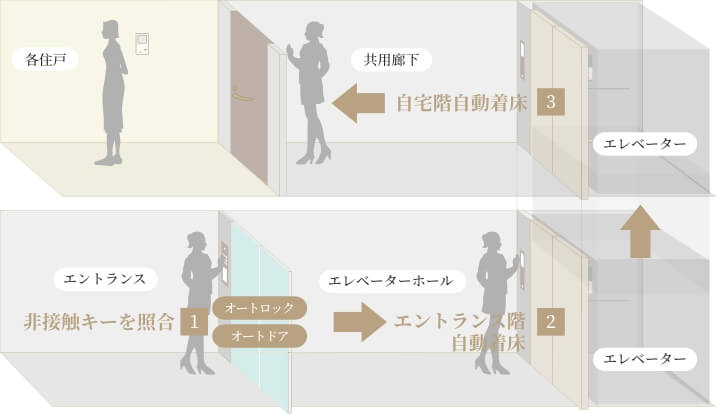 各住戸
共用廊下
自宅階自動着床
3
エレベーター
エントランス
エレベーターホール
非接触キーを照合
1
オートロック
オートドア
エントランス階
自動着床
2
エレベーター